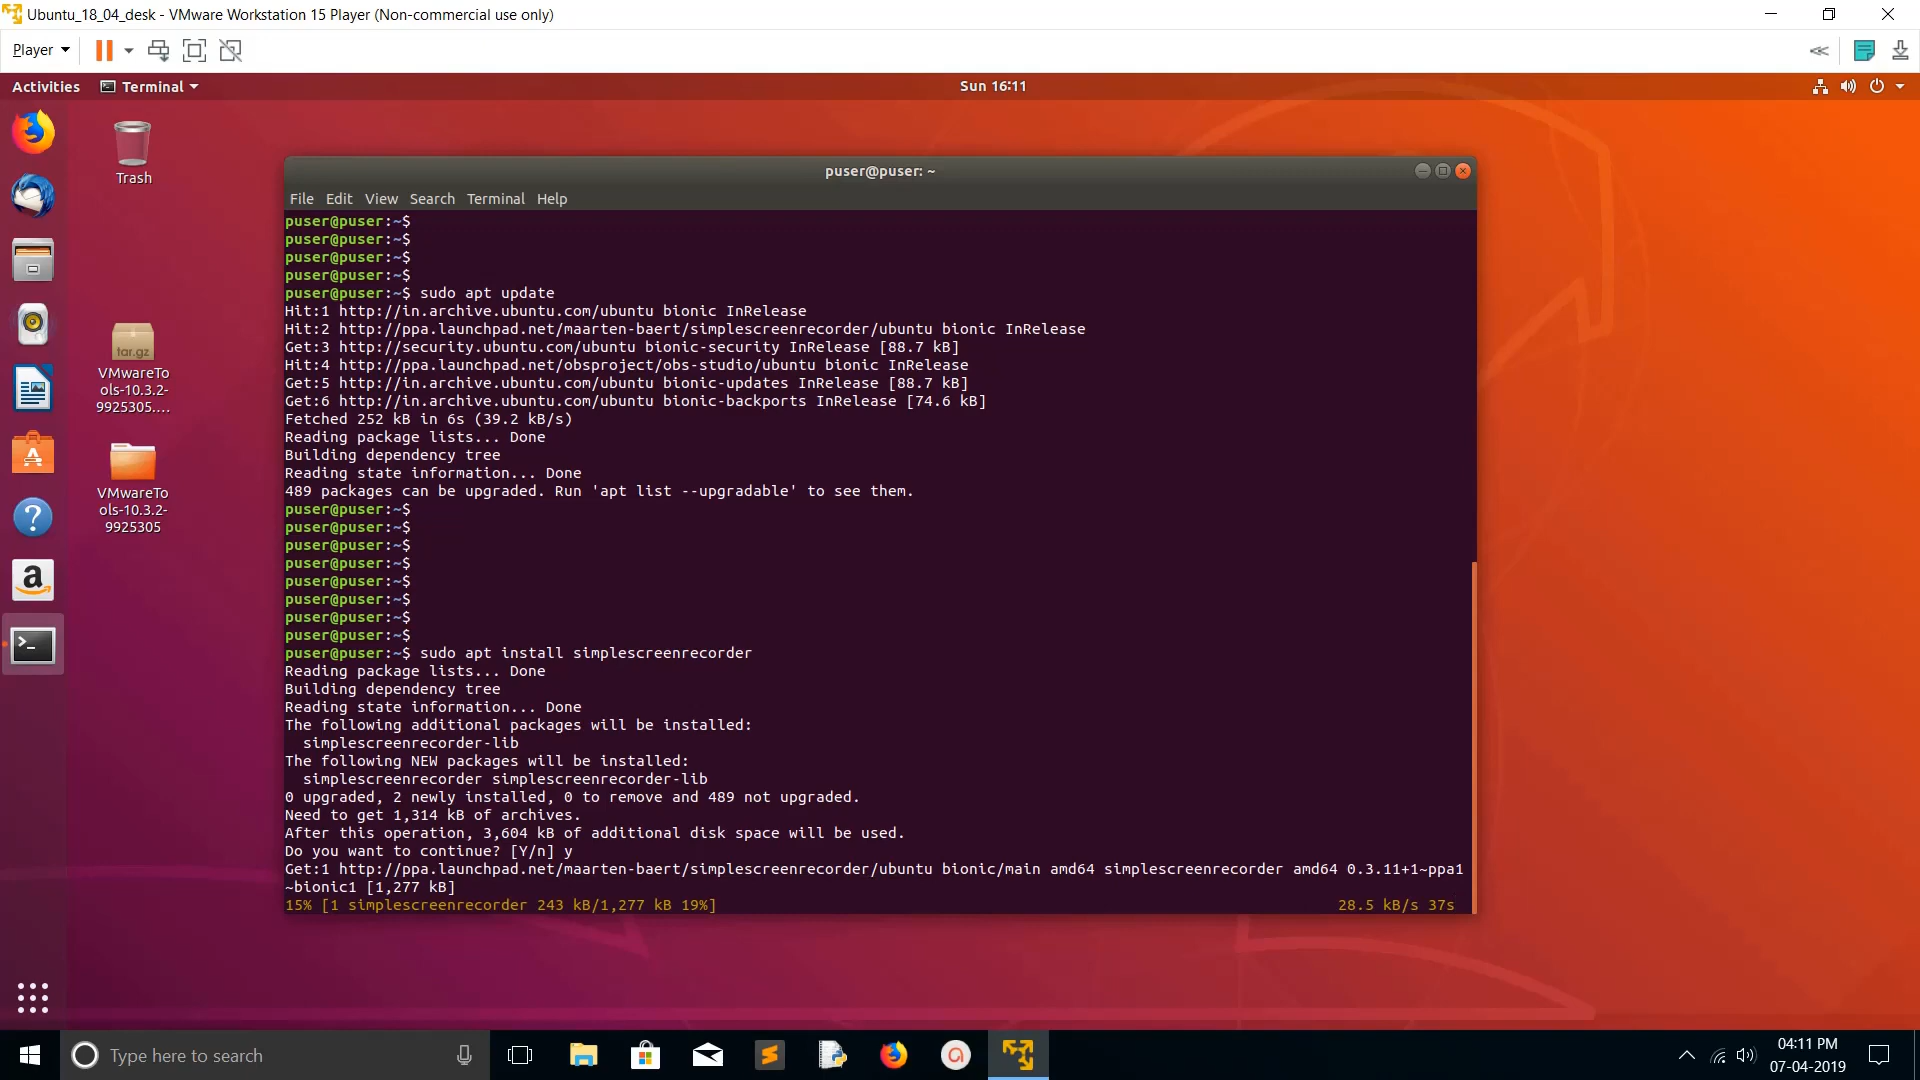 Ubuntu_18_04_desk - VMware Workstation 15 Player (Non-commercial use only)
Player
Activities
Terminal
Sun 16:11
Trash
tar.gz
VMwareTo
ols-10.3.2-
9925305....
VMwareTo
ols-10.3.2-
9925305
puser@puser: ~
File Edit View Search Terminal Help
puser@puser:~$
puser@puser:~$
puser@puser:~$
puser@puser:~$
puser@puser:~$ sudo apt update
Hit:1 http://in.archive.ubuntu.com/ubuntu bionic InRelease
Hit:2 http://ppa.launchpad.net/maarten-baert/simplescreenrecorder/ubuntu bionic InRelease
Get:3 http://security.ubuntu.com/ubuntu bionic-security InRelease [88.7 kB]
Hit:4 http://ppa.launchpad.net/obsproject/obs-studio/ubuntu bionic InRelease
Get:5 http://in.archive.ubuntu.com/ubuntu bionic-updates InRelease [88.7 kB]
Get:6 http://in.archive.ubuntu.com/ubuntu bionic-backports InRelease [74.6 kB]
Fetched 252 kB in 6s (39.2 kB/s)
Reading package lists... Done
Building dependency tree
Reading state information... Done
489 packages can be upgraded. Run 'apt list --upgradable' to see them.
puser@puser:~$
puser@puser:~$
puser@puser:~$
puser@puser:~$
puser@puser:~$
puser@puser:~$
puser@puser:~$
puser@puser:~$
puser@puser:~$ sudo apt install simplescreenrecorder
Reading package lists... Done
Building dependency tree
Reading state information... Done
The following additional packages will be installed:
simplescreenrecorder-lib
The following NEW packages will be installed:
simplescreenrecorder simplescreenrecorder-lib
0 upgraded, 2 newly installed, 0 to remove and 489 not upgraded.
Need to get 1,314 kB of archives.
After this operation, 3,604 kB of additional disk space will be used.
Do you want to continue? [Y/n] y
Get:1 http://ppa.launchpad.net/maarten-baert/simplescreenrecorder/ubuntu bionic/main amd64 simplescreenrecorder amd64 0.3.11+1~ppa1
~bionic1 [1,277 kB]
15% [1 simplescreenrecorder 243 kB/1,277 kB 19%] 28.5 kB/s 37s
Type here to search
04:11 PM
07-04-2019